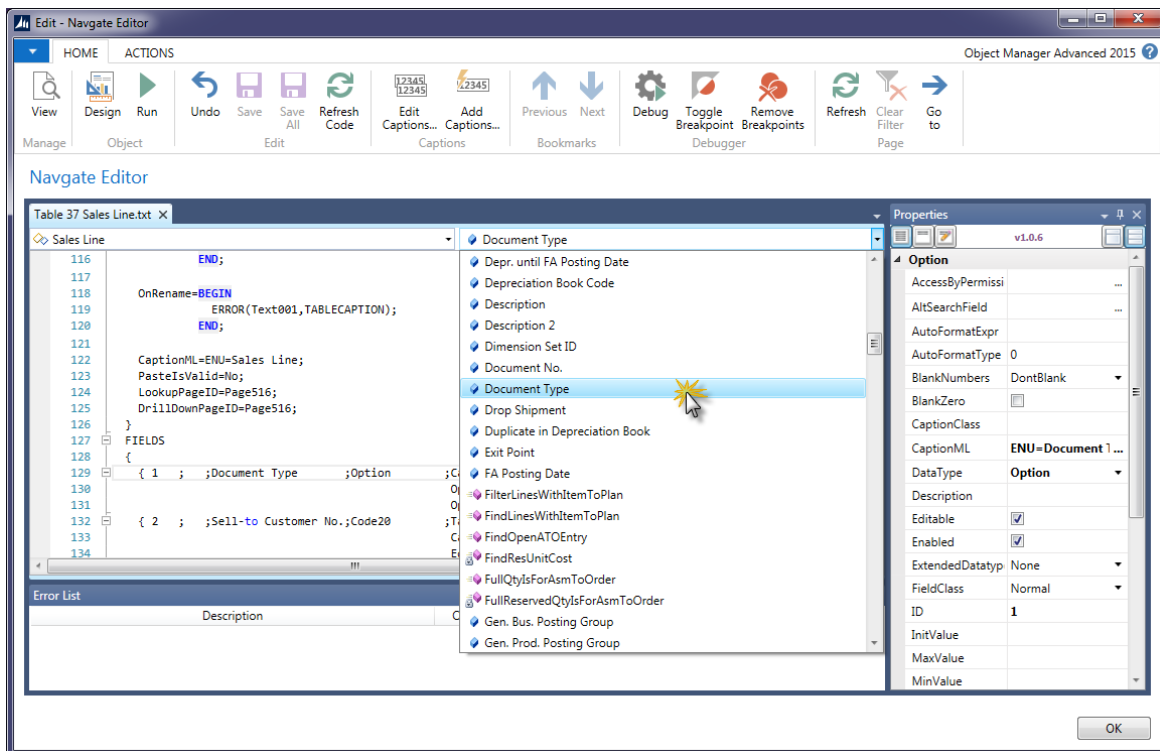 Edit - Navgate Editor
HOME ACTIONS Object Manager Advanced 2015
View Design Run Undo Save Save All Refresh Code Edit Captions... Add Captions... Previous Next Debug Toggle Breakpoint Remove Breakpoints Refresh Clear Filter Go to
Manage Object Edit Captions Bookmarks Debugger Page
Navgate Editor
Table 37 Sales Line.txt
Sales Line
Document Type
116 END;
117
118 OnRename=BEGIN
119 ERROR(Text001,TABLECAPTION);
120 END;
121
122 CaptionML=ENU=Sales Line;
123 PasteIsValid=No;
124 LookupPageID=Page516;
125 DrillDownPageID=Page516;
126 }
127 FIELDS
128 {
129 { 1 ; ;Document Type ;Option
130
131
132 { 2 ; ;Sell-to Customer No.;Code20
133
134
Depr. until FA Posting Date
Depreciation Book Code
Description
Description 2
Dimension Set ID
Document No.
Document Type
Drop Shipment
Duplicate in Depreciation Book
Exit Point
FA Posting Date
FilterLinesWithItemToPlan
FindLinesWithItemToPlan
FindOpenATOEntry
FindResUnitCost
FullQtyIsForAsmToOrder
FullReservedQtyIsForAsmToOrder
Gen. Bus. Posting Group
Gen. Prod. Posting Group
Error List
Description
Properties
v1.0.6
Option
AccessByPermissi ...
AltSearchField ...
AutoFormatExpr
AutoFormatType 0
BlankNumbers DontBlank
BlankZero
CaptionClass
CaptionML ENU=Document T...
DataType Option
Description
Editable
Enabled
ExtendedDatatyp None
FieldClass Normal
ID 1
InitValue
MaxValue
MinValue
OK